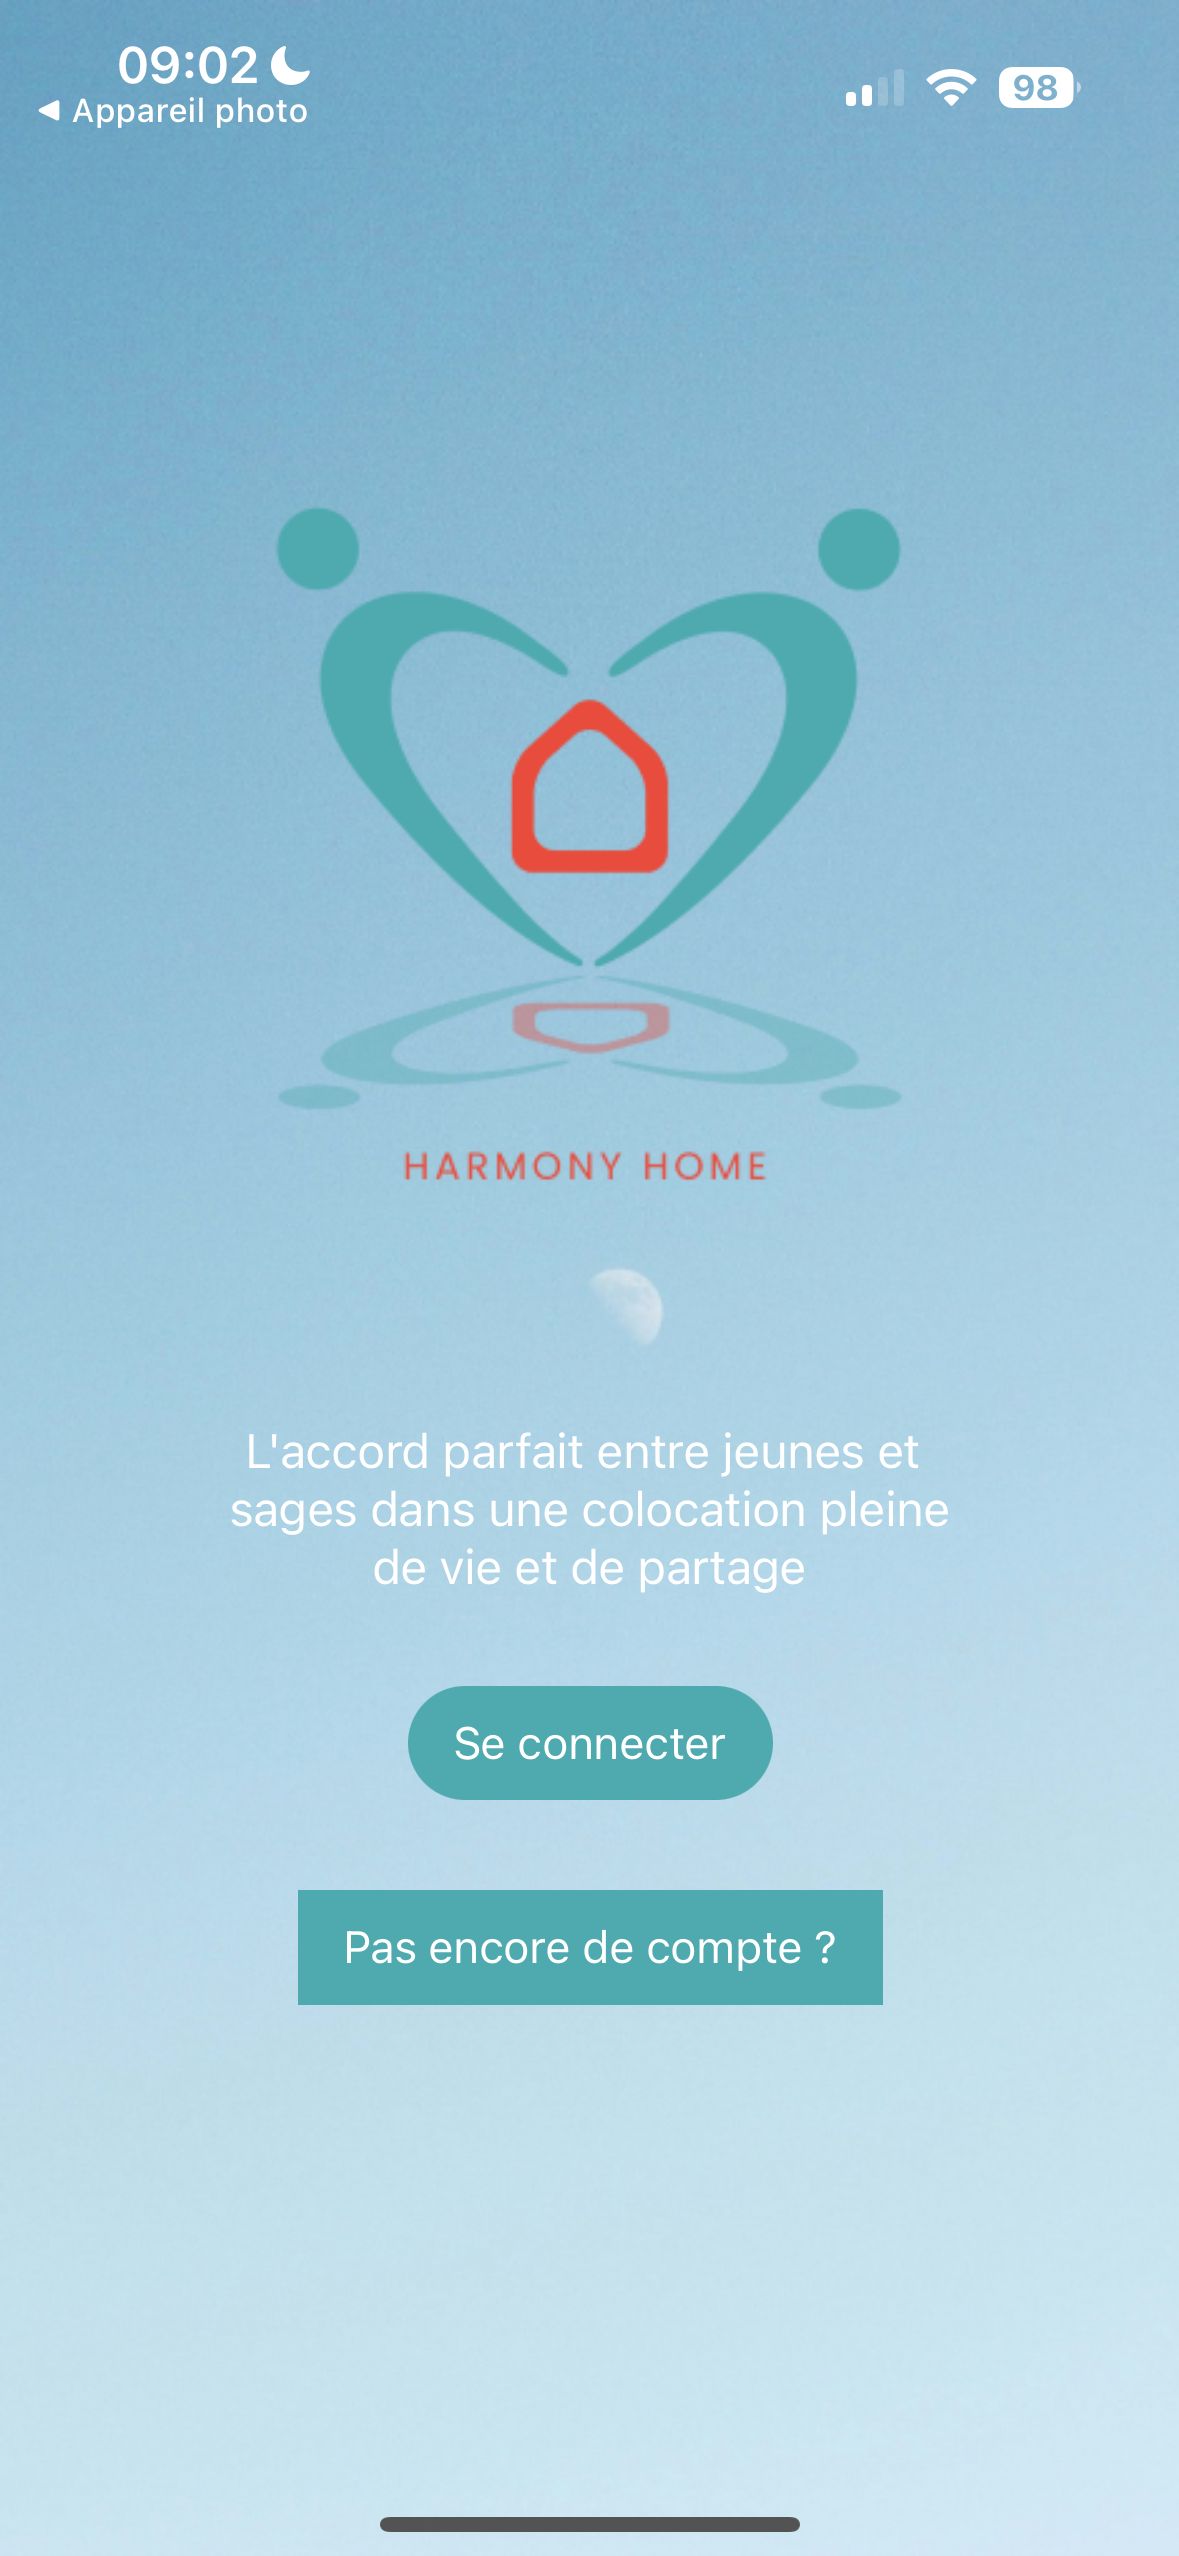 09:02
Appareil photo
98
HARMONY HOME
L'accord parfait entre jeunes et
sages dans une colocation pleine
de vie et de partage
Se connecter
Pas encore de compte ?